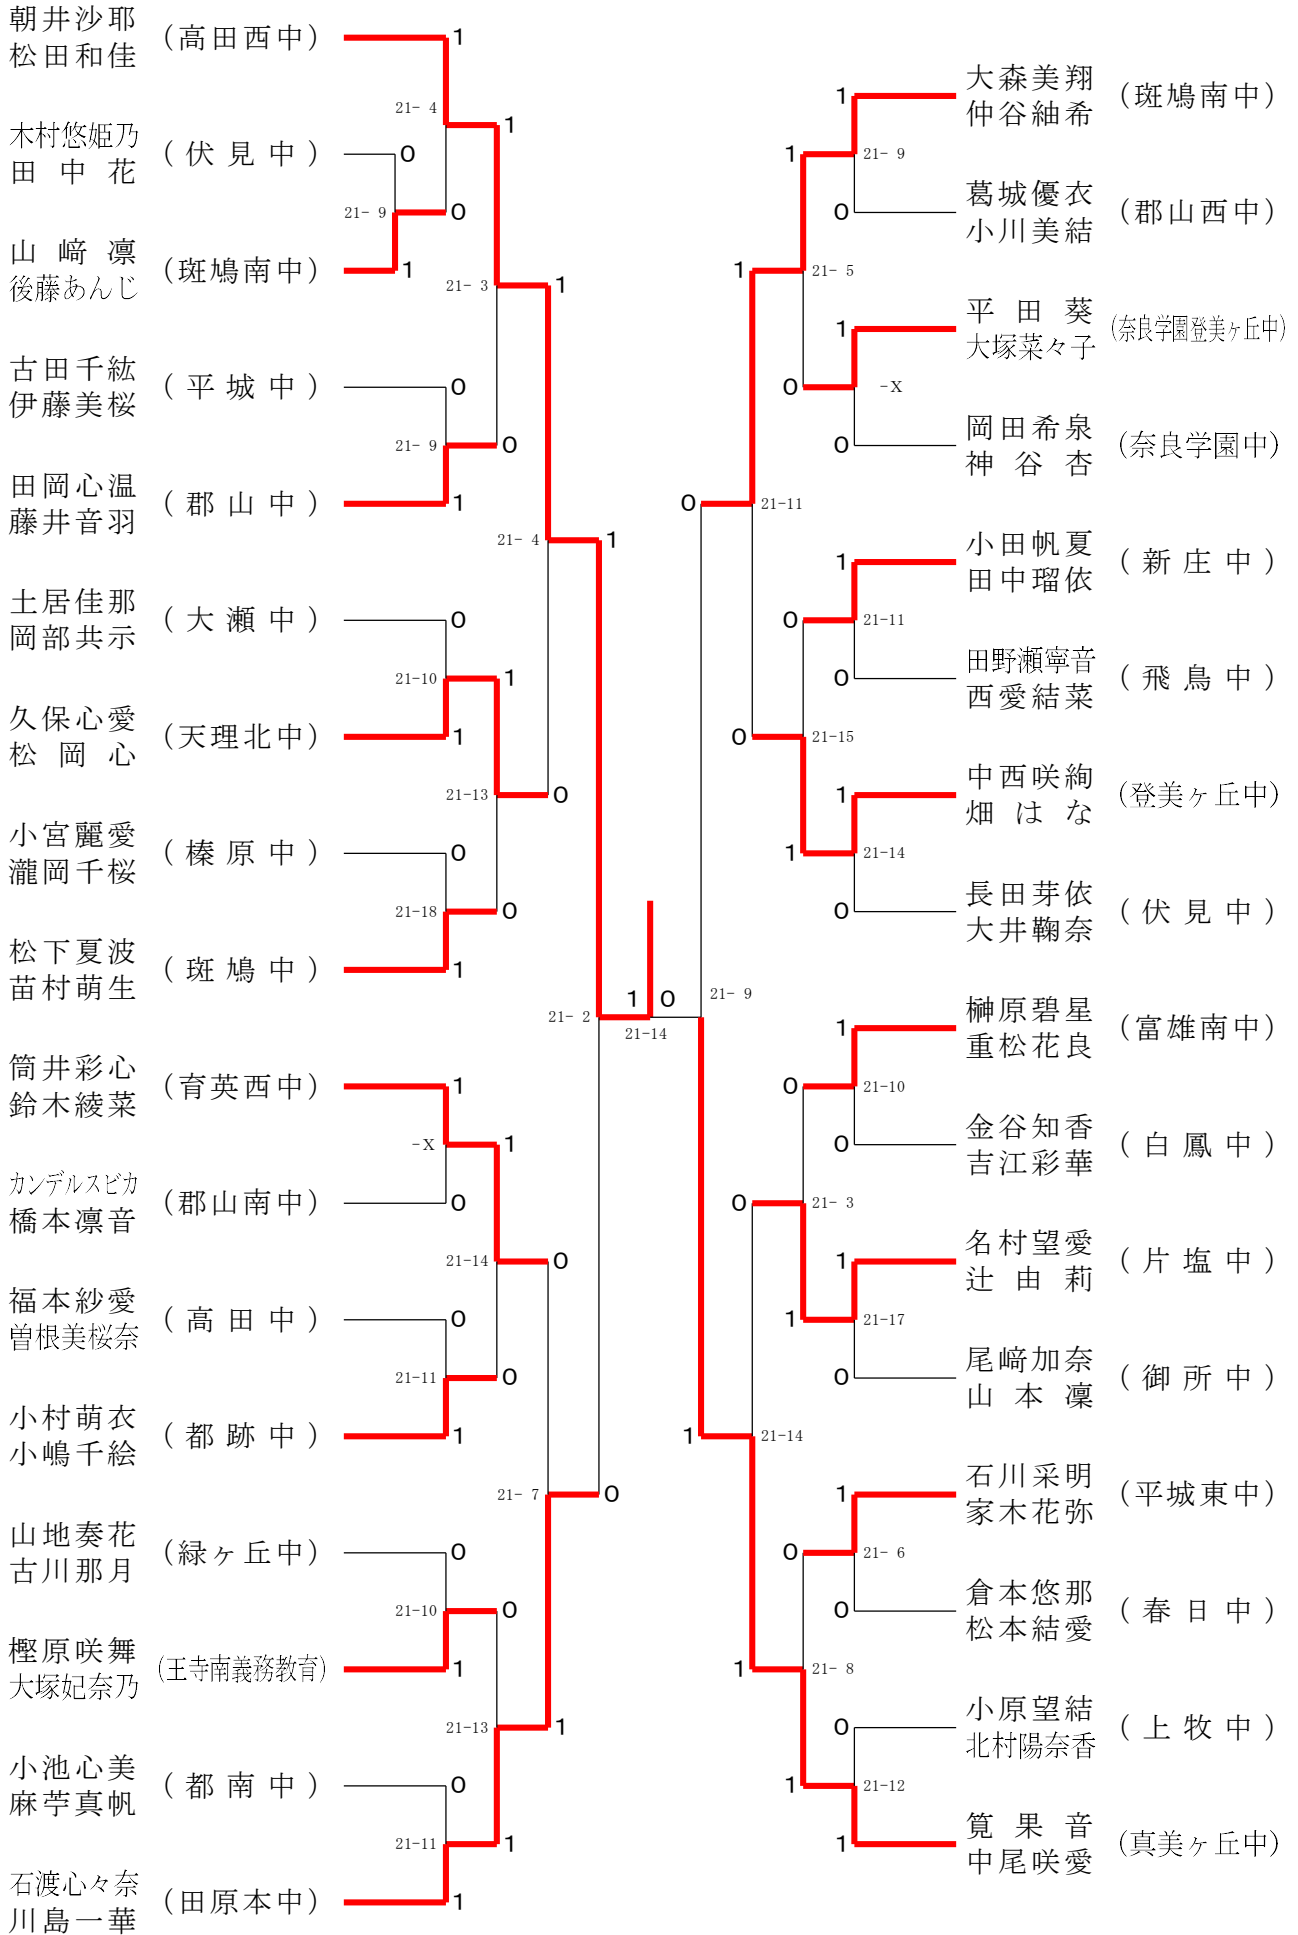 朝井沙耶
松田和佳
(高田西中)
1
21- 4
1
木村悠姫乃
田中花
(伏見中)
0
21- 9
0
山﨑凛
後藤あんじ
(斑鳩南中)
1
21- 3
1
古田千紘
伊藤美桜
(平城中)
0
21- 9
0
田岡心温
藤井音羽
(郡山中)
1
21- 4
1
土居佳那
岡部共示
(大瀬中)
0
21-10
1
久保心愛
松岡心
(天理北中)
1
21-13
0
小宮麗愛
瀧岡千桜
(榛原中)
0
21-18
0
松下夏波
苗村萌生
(斑鳩中)
1
21- 2
1
0
21-14
筒井彩心
鈴木綾菜
(育英西中)
1
-X
1
カンデルスビカ
橋本凛音
(郡山南中)
0
21-14
0
福本紗愛
曽根美桜奈
(高田中)
0
21-11
0
小村萌衣
小嶋千絵
(都跡中)
1
21- 7
0
山地奏花
古川那月
(緑ヶ丘中)
0
21-10
0
樫原咲舞
大塚妃奈乃
(王寺南義務教育)
1
21-13
1
小池心美
麻苧真帆
(都南中)
0
21-11
1
石渡心々奈
川島一華
(田原本中)
1
大森美翔
仲谷紬希
(斑鳩南中)
1
1
21- 9
葛城優衣
小川美結
(郡山西中)
0
1
21- 5
平田葵
大塚菜々子
(奈良学園登美ヶ丘中)
1
0
-X
岡田希泉
神谷杏
(奈良学園中)
0
0
21-11
小田帆夏
田中瑠依
(新庄中)
1
0
21-11
田野瀬寧音
西愛結菜
(飛鳥中)
0
0
21-15
中西咲絢
畑はな
(登美ヶ丘中)
1
1
21-14
長田芽依
大井鞠奈
(伏見中)
0
21- 9
榊原碧星
重松花良
(富雄南中)
1
0
21-10
金谷知香
吉江彩華
(白鳳中)
0
0
21- 3
名村望愛
辻由莉
(片塩中)
1
1
21-17
尾﨑加奈
山本凜
(御所中)
0
1
21-14
石川采明
家木花弥
(平城東中)
1
0
21- 6
倉本悠那
松本結愛
(春日中)
0
1
21- 8
小原望結
北村陽奈香
(上牧中)
0
1
21-12
筧果音
中尾咲愛
(真美ヶ丘中)
1